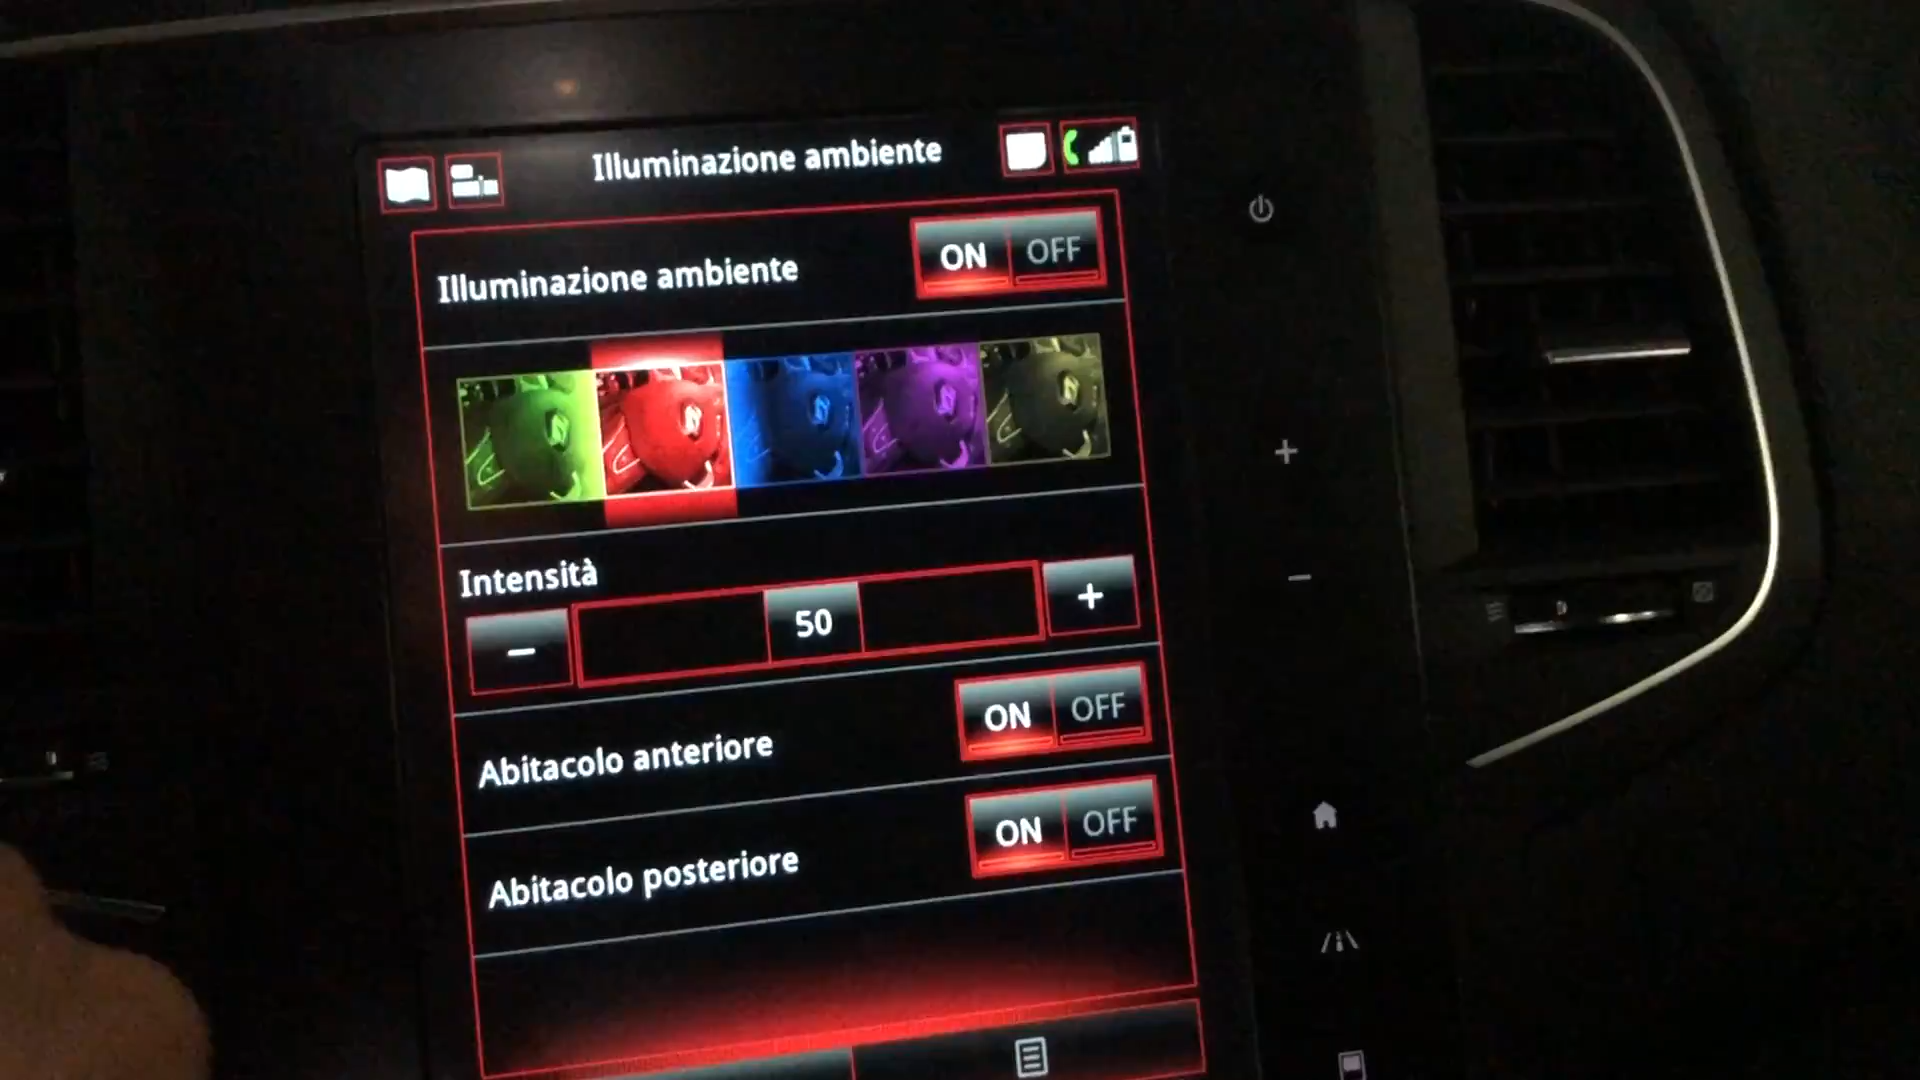 Illuminazione ambiente
Illuminazione ambiente ON OFF
Intensità
− 50 +
Abitacolo anteriore ON OFF
Abitacolo posteriore ON OFF